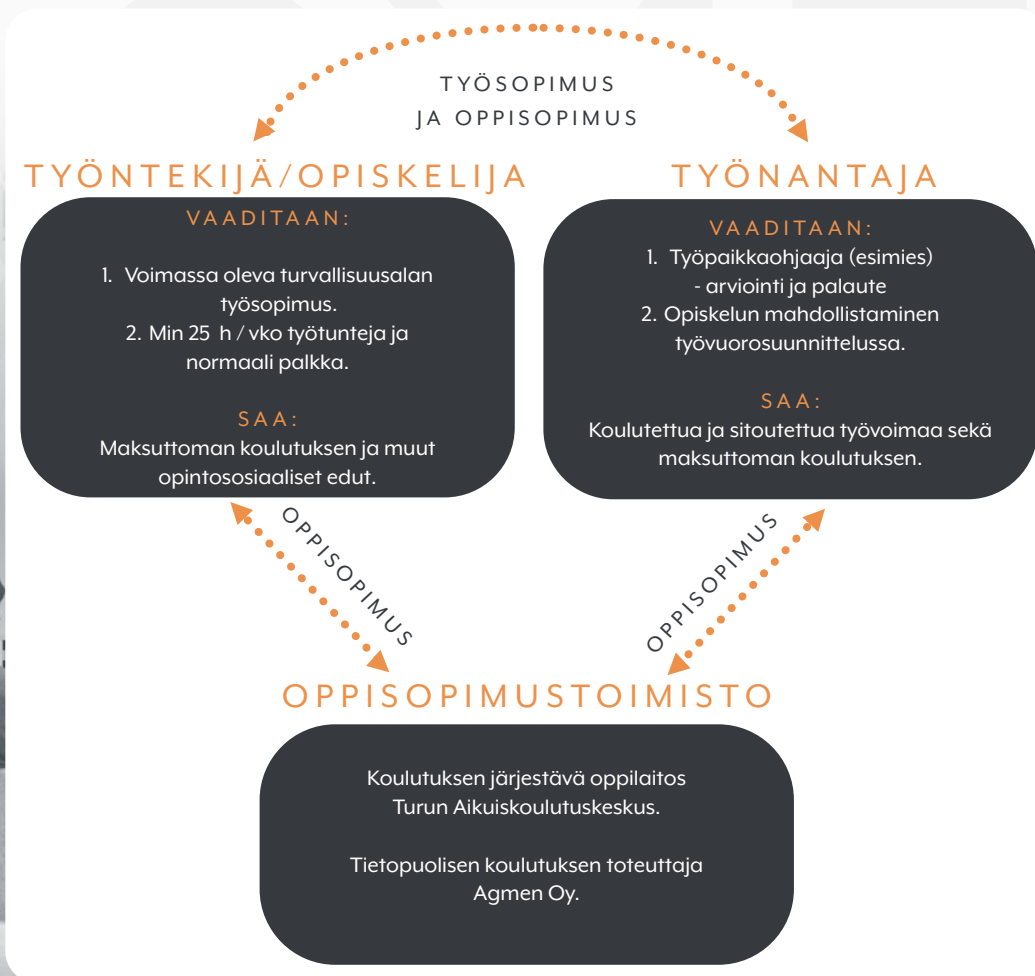 TYÖSOPIMUS
JA OPPISOPIMUS
TYÖNTEKIJÄ/OPISKELIJA
VAADITAAN:
1. Voimassa oleva turvallisuusalan
työsopimus.
2. Min 25 h / vko työtunteja ja
normaali palkka.
SAA:
Maksuttoman koulutuksen ja muut
opintososiaaliset edut.
TYÖNANTAJA
VAADITAAN:
1. Työpaikkaohjaaja (esimies)
- arviointi ja palaute
2. Opiskelun mahdollistaminen
työvuorosuunnittelussa.
SAA:
Koulutettua ja sitoutettua työvoimaa sekä
maksuttoman koulutuksen.
OPPISOPIMUS
OPPISOPIMUS
OPPISOPIMUSTOIMISTO
Koulutuksen järjestävä oppilaitos
Turun Aikuiskoulutuskeskus.
Tietopuolisen koulutuksen toteuttaja
Agmen Oy.